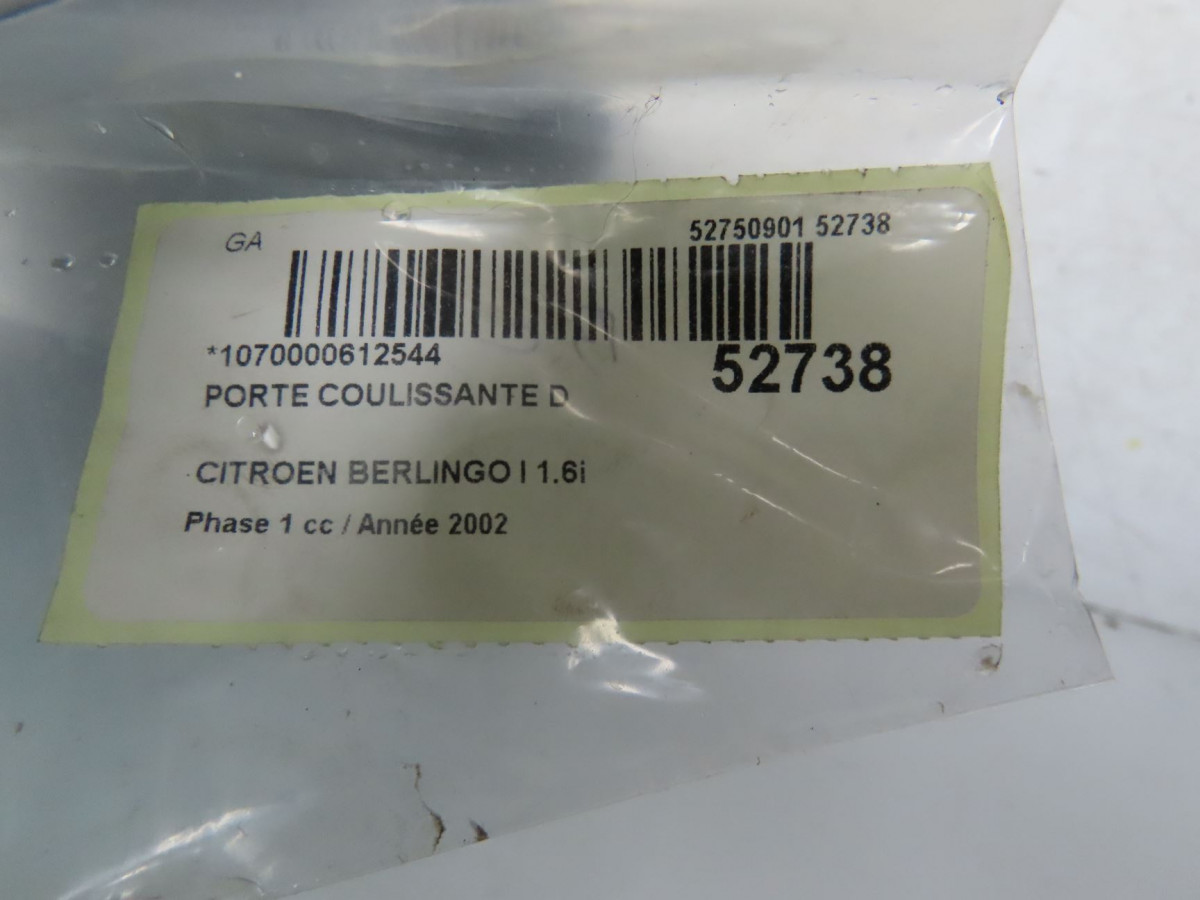 GA
52750901 52738
*1070000612544
52738
PORTE COULISSANTE D
CITROEN BERLINGO I 1.6i
Phase 1 cc / Année 2002